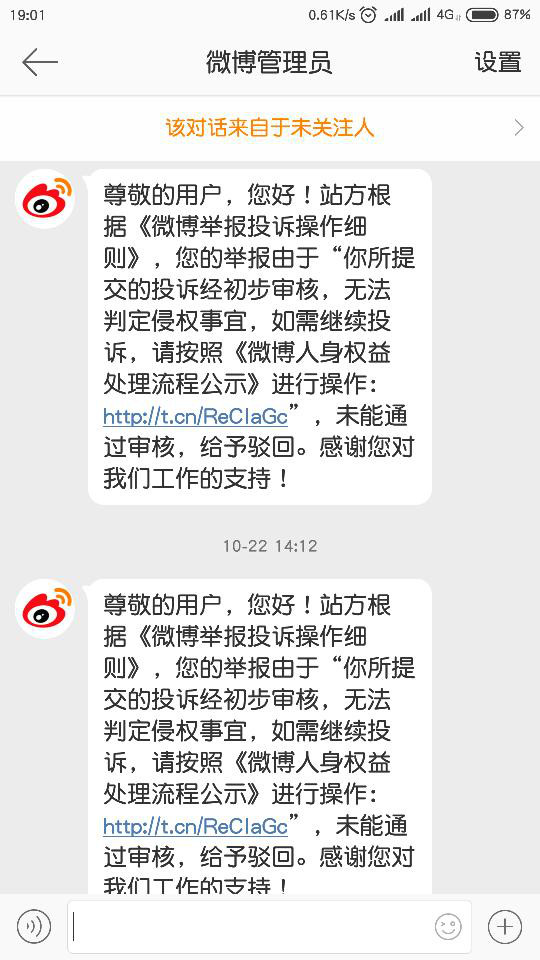 19:01 0.61K/s 4G 87%
微博管理员 设置
该对话来自于未关注人
尊敬的用户，您好！站方根
据《微博举报投诉操作细
则》，您的举报由于“你所提
交的投诉经初步审核，无法
判定侵权事宜，如需继续投
诉，请按照《微博人身权益
处理流程公示》进行操作：
http://t.cn/ReClaGc”，未能通
过审核，给予驳回。感谢您对
我们工作的支持！
10-22 14:12
尊敬的用户，您好！站方根
据《微博举报投诉操作细
则》，您的举报由于“你所提
交的投诉经初步审核，无法
判定侵权事宜，如需继续投
诉，请按照《微博人身权益
处理流程公示》进行操作：
http://t.cn/ReClaGc”，未能通
过审核，给予驳回。感谢您对
我们工作的支持！